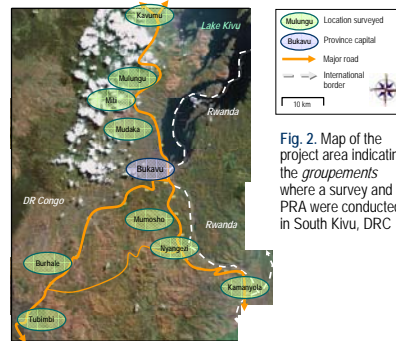 Kavumu
Lake Kivu
Mulungu
Miti
Rwanda
Mudaka
Bukavu
DR Congo
Mumosho
Rwanda
Nyangezi
Burhale
Kamanyola
Tubimbi
Mulungu Location surveyed
Bukavu Province capital
Major road
International
border
10 km
Fig. 2. Map of the
project area indicatin
the groupements
where a survey and
PRA were conducted
in South Kivu, DRC